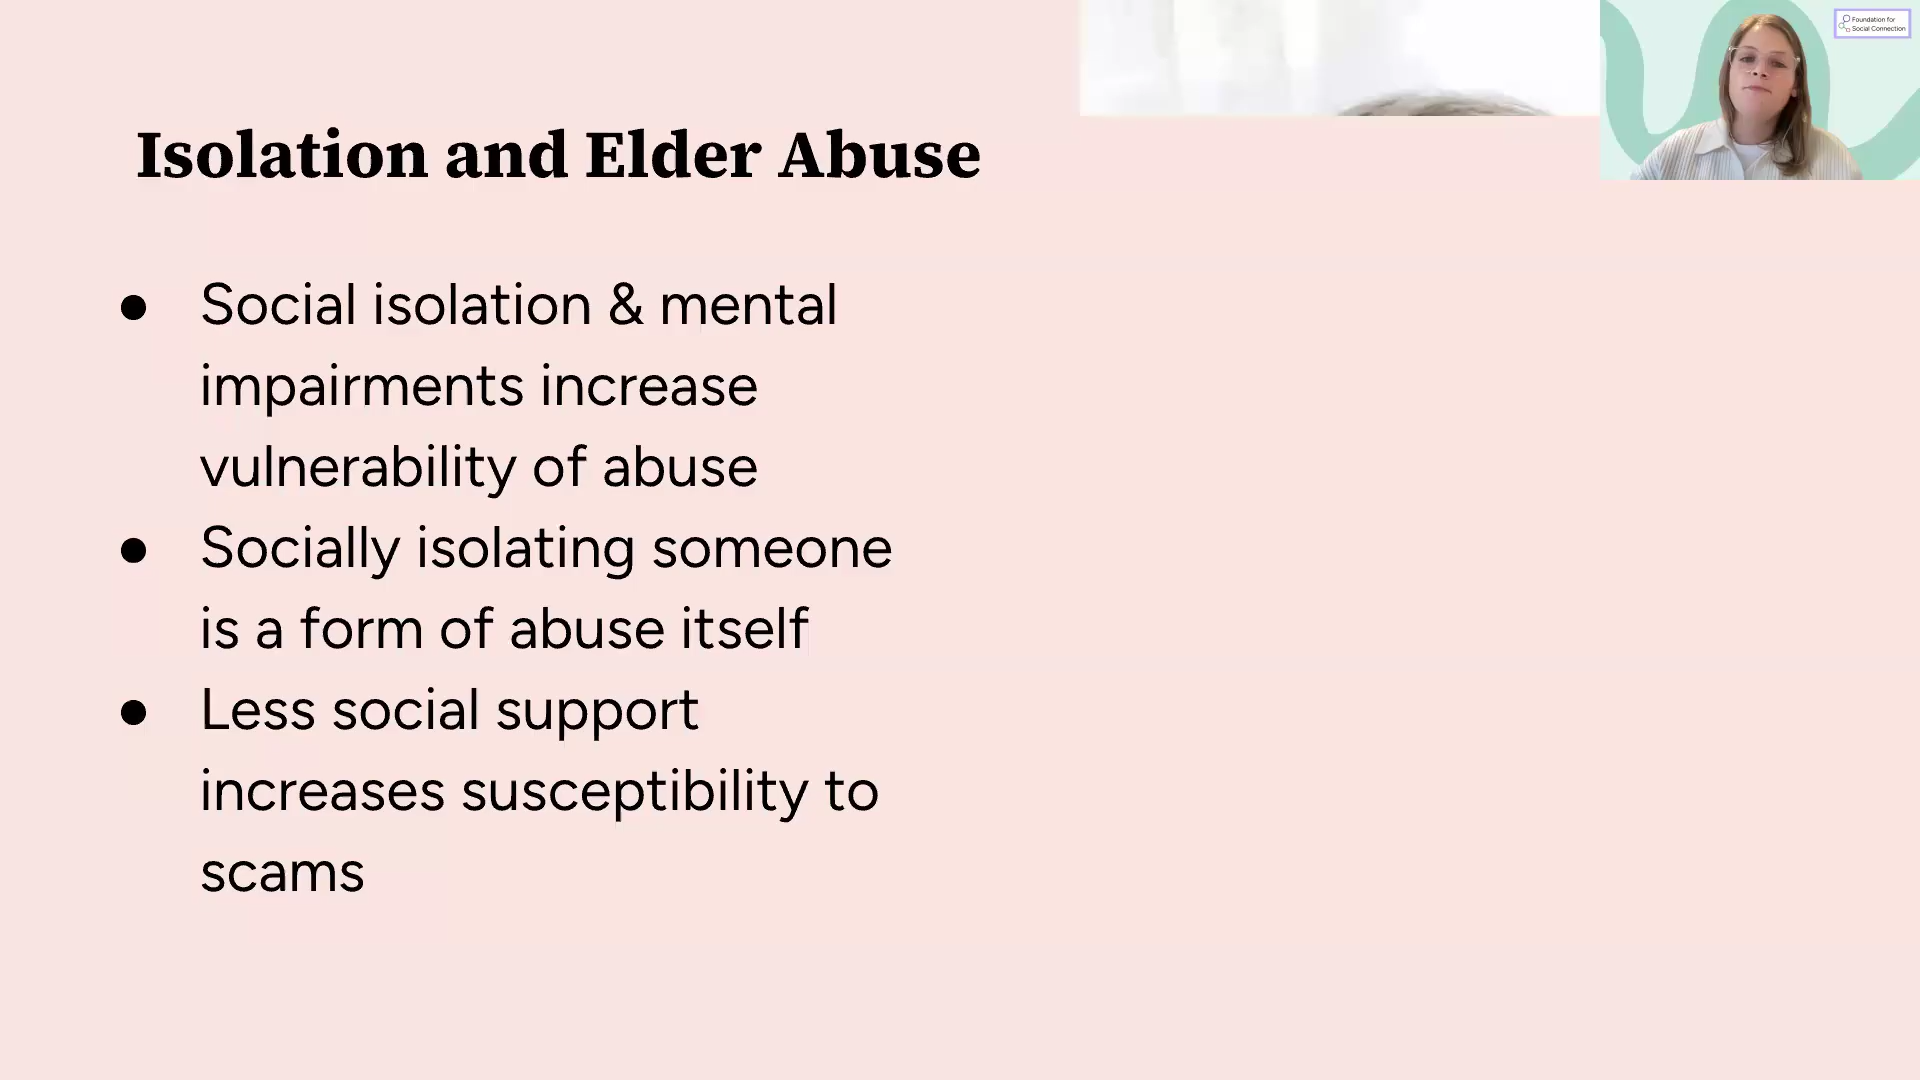 Foundation for
Social Connection
Isolation and Elder Abuse
● Social isolation & mental
impairments increase
vulnerability of abuse
● Socially isolating someone
is a form of abuse itself
● Less social support
increases susceptibility to
scams